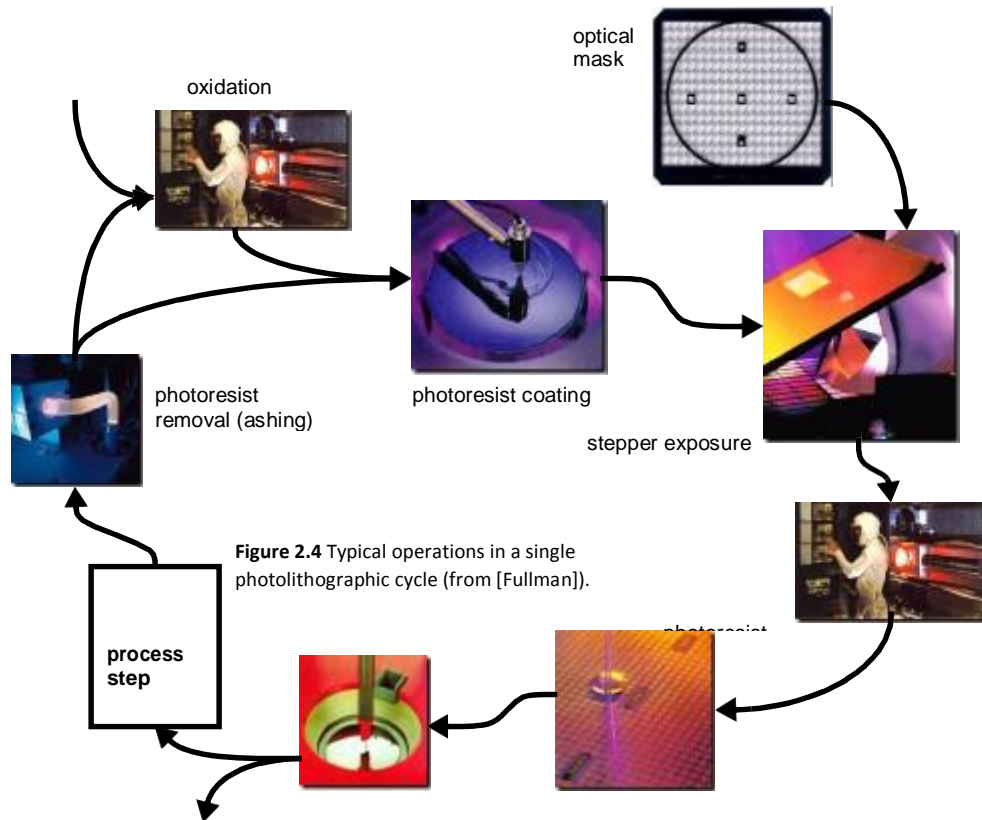 optical
mask
oxidation
photoresist
removal (ashing)
photoresist coating
stepper exposure
Figure 2.4 Typical operations in a single
photolithographic cycle (from [Fullman]).
photoresist
process
step